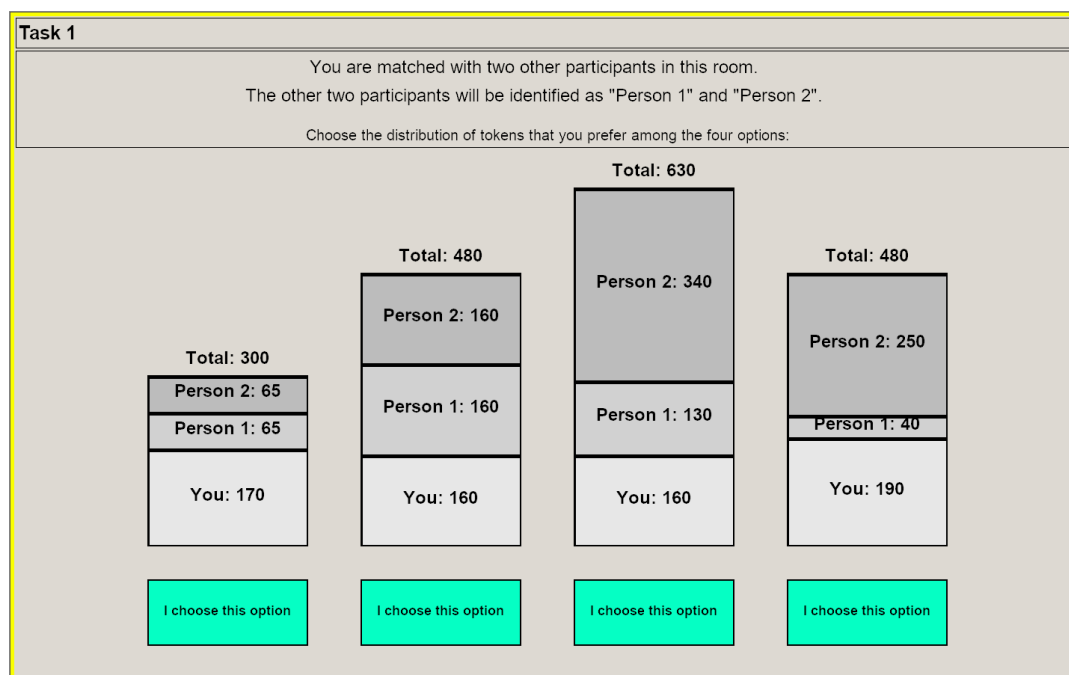 Task 1
You are matched with two other participants in this room.
The other two participants will be identified as "Person 1" and "Person 2".
Choose the distribution of tokens that you prefer among the four options:
Total: 300
Person 2: 65
Person 1: 65
You: 170
I choose this option
Total: 480
Person 2: 160
Person 1: 160
You: 160
I choose this option
Total: 630
Person 2: 340
Person 1: 130
You: 160
I choose this option
Total: 480
Person 2: 250
Person 1: 40
You: 190
I choose this option